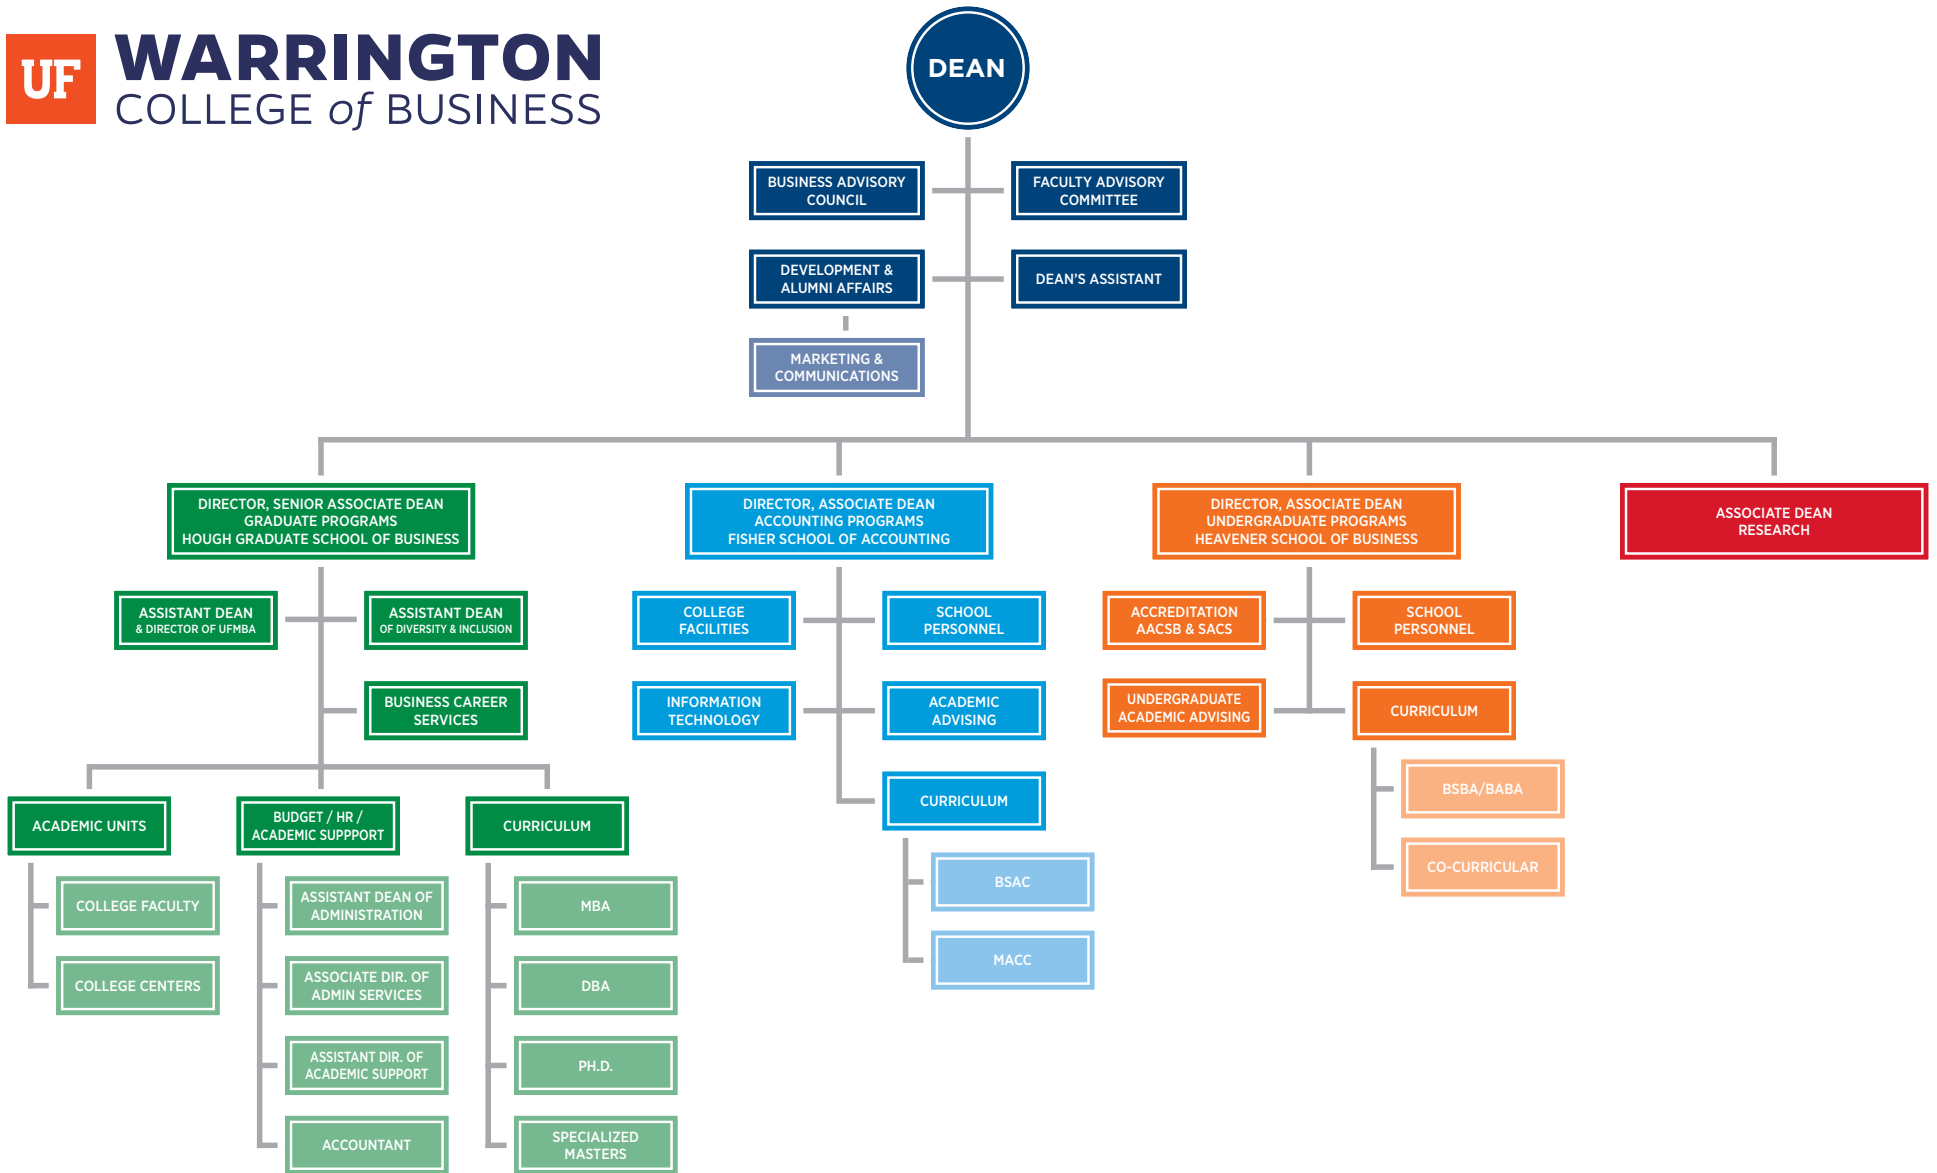 UF
WARRINGTON
COLLEGE of BUSINESS
DEAN
BUSINESS ADVISORY
COUNCIL
FACULTY ADVISORY
COMMITTEE
DEVELOPMENT &
ALUMNI AFFAIRS
DEAN'S ASSISTANT
MARKETING &
COMMUNICATIONS
DIRECTOR, SENIOR ASSOCIATE DEAN
GRADUATE PROGRAMS
HOUGH GRADUATE SCHOOL OF BUSINESS
DIRECTOR, ASSOCIATE DEAN
ACCOUNTING PROGRAMS
FISHER SCHOOL OF ACCOUNTING
DIRECTOR, ASSOCIATE DEAN
UNDERGRADUATE PROGRAMS
HEAVENER SCHOOL OF BUSINESS
ASSOCIATE DEAN
RESEARCH
ASSISTANT DEAN
& DIRECTOR OF UFMBA
ASSISTANT DEAN
OF DIVERSITY & INCLUSION
BUSINESS CAREER
SERVICES
ACADEMIC UNITS
COLLEGE FACULTY
COLLEGE CENTERS
BUDGET / HR /
ACADEMIC SUPPPORT
ASSISTANT DEAN OF
ADMINISTRATION
ASSOCIATE DIR. OF
ADMIN SERVICES
ASSISTANT DIR. OF
ACADEMIC SUPPORT
ACCOUNTANT
CURRICULUM
MBA
DBA
PH.D.
SPECIALIZED
MASTERS
COLLEGE
FACILITIES
SCHOOL
PERSONNEL
INFORMATION
TECHNOLOGY
ACADEMIC
ADVISING
CURRICULUM
BSAC
MACC
ACCREDITATION
AACSB & SACS
SCHOOL
PERSONNEL
UNDERGRADUATE
ACADEMIC ADVISING
CURRICULUM
BSBA/BABA
CO-CURRICULAR